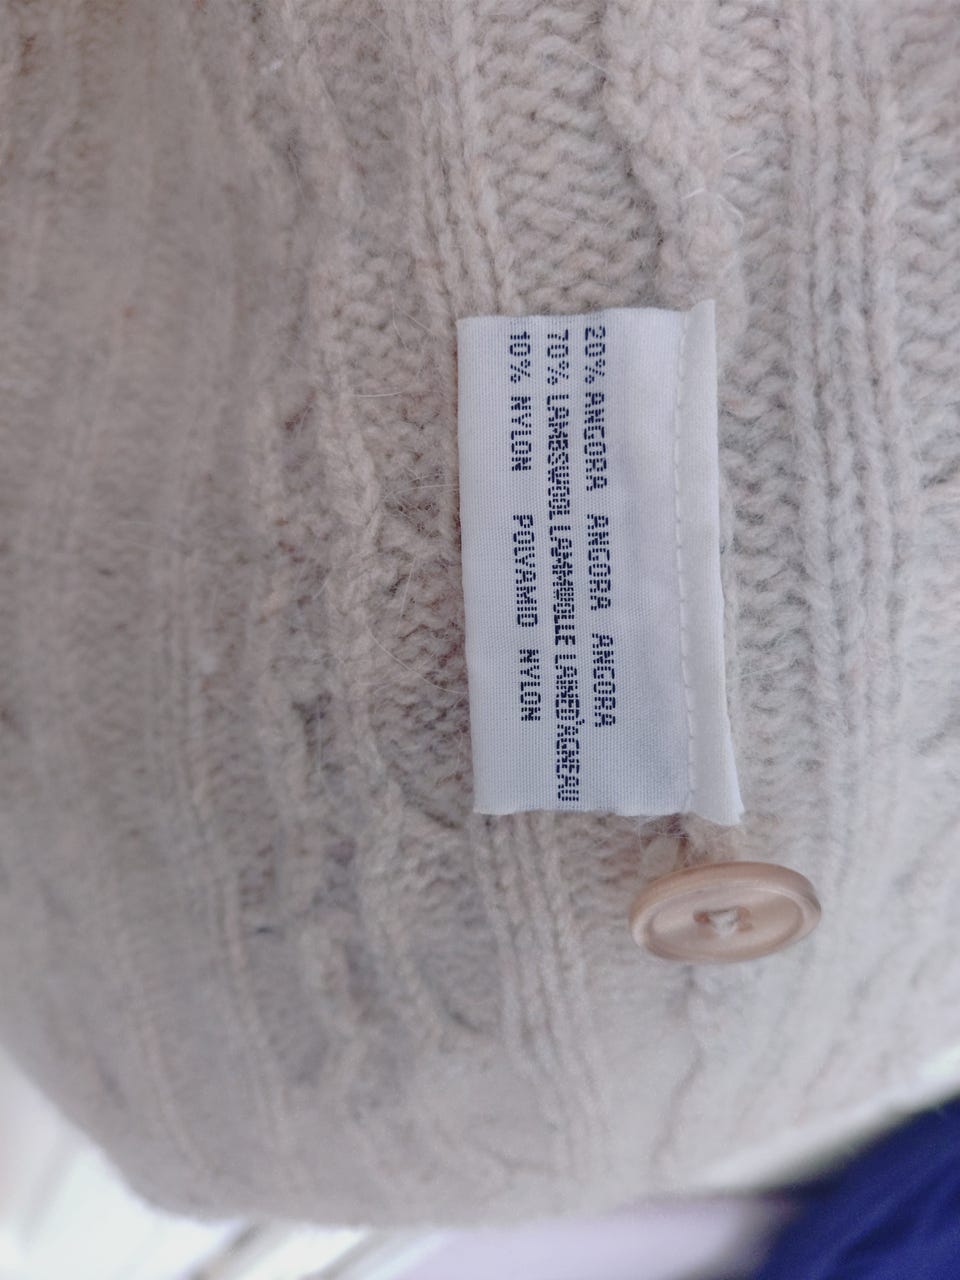 20% ANGORA ANGORA ANGORA
70% LAMBSWOOL LAMMWOLLE LAINE D'AGNEAU
10% NYLON POLYAMID NYLON